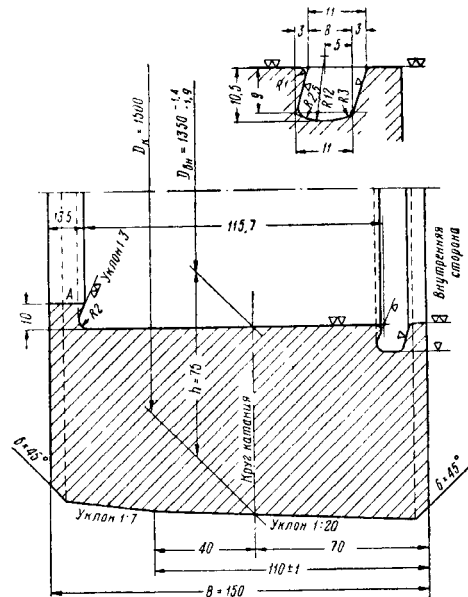 11
3 8 3
5
10,5
9
φ1
R2,5
R12
R3
11
Dк = 1500
Dвн = 1350 -1,4 -1,9
13,5
115,7
Уклон 1:3
Внутренняя
сторона
А
R2
10
h = 75
Круг катания
6=45°
6=45°
Уклон 1:7
Уклон 1:20
40
70
110±1
B = 150